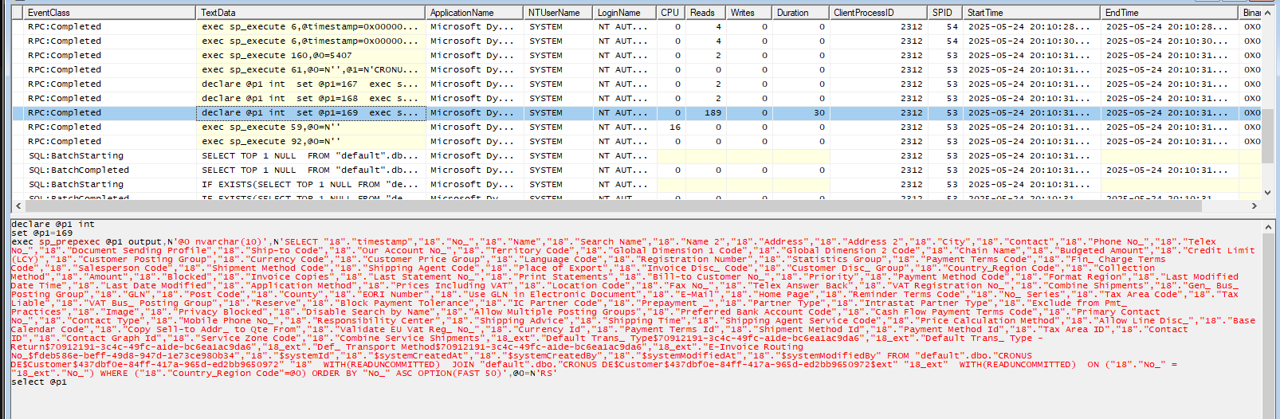 EventClass TextData ApplicationName NTUserName LoginName CPU Reads Writes Duration ClientProcessID SPID StartTime EndTime Binar
RPC:Completed exec sp_execute 6,@timestamp=0x00000... Microsoft Dy... SYSTEM NT AUT... 0 4 0 0 2312 54 2025-05-24 20:10:28... 2025-05-24 20:10:28... 0X0
RPC:Completed exec sp_execute 6,@timestamp=0x00000... Microsoft Dy... SYSTEM NT AUT... 0 4 0 0 2312 54 2025-05-24 20:10:30... 2025-05-24 20:10:30... 0X0
RPC:Completed exec sp_execute 160,@0=5407 Microsoft Dy... SYSTEM NT AUT... 0 2 0 0 2312 53 2025-05-24 20:10:31... 2025-05-24 20:10:31... 0X0
RPC:Completed exec sp_execute 61,@0=N'',@1=N'CRONU... Microsoft Dy... SYSTEM NT AUT... 0 0 0 0 2312 53 2025-05-24 20:10:31... 2025-05-24 20:10:31... 0X0
RPC:Completed declare @p1 int set @p1=167 exec s... Microsoft Dy... SYSTEM NT AUT... 0 2 0 0 2312 53 2025-05-24 20:10:31... 2025-05-24 20:10:31... 0X0
RPC:Completed declare @p1 int set @p1=168 exec s... Microsoft Dy... SYSTEM NT AUT... 0 2 0 0 2312 53 2025-05-24 20:10:31... 2025-05-24 20:10:31... 0X0
RPC:Completed declare @p1 int set @p1=169 exec s... Microsoft Dy... SYSTEM NT AUT... 0 189 0 30 2312 53 2025-05-24 20:10:31... 2025-05-24 20:10:31... 0X0
RPC:Completed exec sp_execute 59,@0=N'' Microsoft Dy... SYSTEM NT AUT... 16 0 0 0 2312 53 2025-05-24 20:10:31... 2025-05-24 20:10:31... 0X0
RPC:Completed exec sp_execute 92,@0=N'' Microsoft Dy... SYSTEM NT AUT... 0 0 0 0 2312 53 2025-05-24 20:10:31... 2025-05-24 20:10:31... 0X0
SQL:BatchStarting SELECT TOP 1 NULL FROM "default".db... Microsoft Dy... SYSTEM NT AUT... 2312 53 2025-05-24 20:10:31...
SQL:BatchCompleted SELECT TOP 1 NULL FROM "default".db... Microsoft Dy... SYSTEM NT AUT... 0 0 0 0 2312 53 2025-05-24 20:10:31... 2025-05-24 20:10:31...
SQL:BatchStarting IF EXISTS(SELECT TOP 1 NULL FROM "de... Microsoft Dy... SYSTEM NT AUT... 2312 53 2025-05-24 20:10:31...
declare @p1 int
set @p1=169
exec sp_prepexec @p1 output,N'@0 nvarchar(10)',N'SELECT "18"."timestamp","18"."No_","18"."Name","18"."Search Name","18"."Name 2","18"."Address","18"."Address 2","18"."City","18"."Contact","18"."Phone No_","18"."Telex
No_","18"."Document Sending Profile","18"."Ship-to Code","18"."Our Account No_","18"."Territory Code","18"."Global Dimension 1 Code","18"."Global Dimension 2 Code","18"."Chain Name","18"."Budgeted Amount","18"."Credit Limit
(LCY)","18"."Customer Posting Group","18"."Currency Code","18"."Customer Price Group","18"."Language Code","18"."Registration Number","18"."Statistics Group","18"."Payment Terms Code","18"."Fin_ Charge Terms
Code","18"."Salesperson Code","18"."Shipment Method Code","18"."Shipping Agent Code","18"."Place of Export","18"."Invoice Disc_ Code","18"."Customer Disc_ Group","18"."Country_Region Code","18"."Collection
Method","18"."Amount","18"."Blocked","18"."Invoice Copies","18"."Last Statement No_","18"."Print Statements","18"."Bill-to Customer No_","18"."Priority","18"."Payment Method Code","18"."Format Region","18"."Last Modified
Date Time","18"."Last Date Modified","18"."Application Method","18"."Prices Including VAT","18"."Location Code","18"."Fax No_","18"."Telex Answer Back","18"."VAT Registration No_","18"."Combine Shipments","18"."Gen_ Bus_
Posting Group","18"."GLN","18"."Post Code","18"."County","18"."EORI Number","18"."Use GLN in Electronic Document","18"."E-Mail","18"."Home Page","18"."Reminder Terms Code","18"."No_ Series","18"."Tax Area Code","18"."Tax
Liable","18"."VAT Bus_ Posting Group","18"."Reserve","18"."Block Payment Tolerance","18"."IC Partner Code","18"."Prepayment _","18"."Partner Type","18"."Intrastat Partner Type","18"."Exclude from Pmt_
Practices","18"."Image","18"."Privacy Blocked","18"."Disable Search by Name","18"."Allow Multiple Posting Groups","18"."Preferred Bank Account Code","18"."Cash Flow Payment Terms Code","18"."Primary Contact
No_","18"."Contact Type","18"."Mobile Phone No_","18"."Responsibility Center","18"."Shipping Advice","18"."Shipping Time","18"."Shipping Agent Service Code","18"."Price Calculation Method","18"."Allow Line Disc_","18"."Base
Calendar Code","18"."Copy Sell-to Addr_ to Qte From","18"."Validate EU Vat Reg_ No_","18"."Currency Id","18"."Payment Terms Id","18"."Shipment Method Id","18"."Payment Method Id","18"."Tax Area ID","18"."Contact
ID","18"."Contact Graph Id","18"."Service Zone Code","18"."Combine Service Shipments","18_ext"."Default Trans_ Type$70912191-3c4c-49fc-a1de-bc6ea1ac9da6","18_ext"."Default Trans_ Type -
Return$70912191-3c4c-49fc-a1de-bc6ea1ac9da6","18_ext"."Def_ Transport Method$70912191-3c4c-49fc-a1de-bc6ea1ac9da6","18_ext"."E-Invoice Routing
No_$fdeb586e-beff-49d8-947d-1e73ce980b34","18"."$systemId","18"."$systemCreatedAt","18"."$systemCreatedBy","18"."$systemModifiedAt","18"."$systemModifiedBy" FROM "default".dbo."CRONUS
DE$Customer$437dbf0e-84ff-417a-965d-ed2bb9650972" "18" WITH(READUNCOMMITTED) JOIN "default".dbo."CRONUS DE$Customer$437dbf0e-84ff-417a-965d-ed2bb9650972$ext" "18_ext" WITH(READUNCOMMITTED) ON ("18"."No_" =
"18_ext"."No_") WHERE ("18"."Country_Region Code"=@0) ORDER BY "No_" ASC OPTION(FAST 50)',@0=N'RS'
select @p1